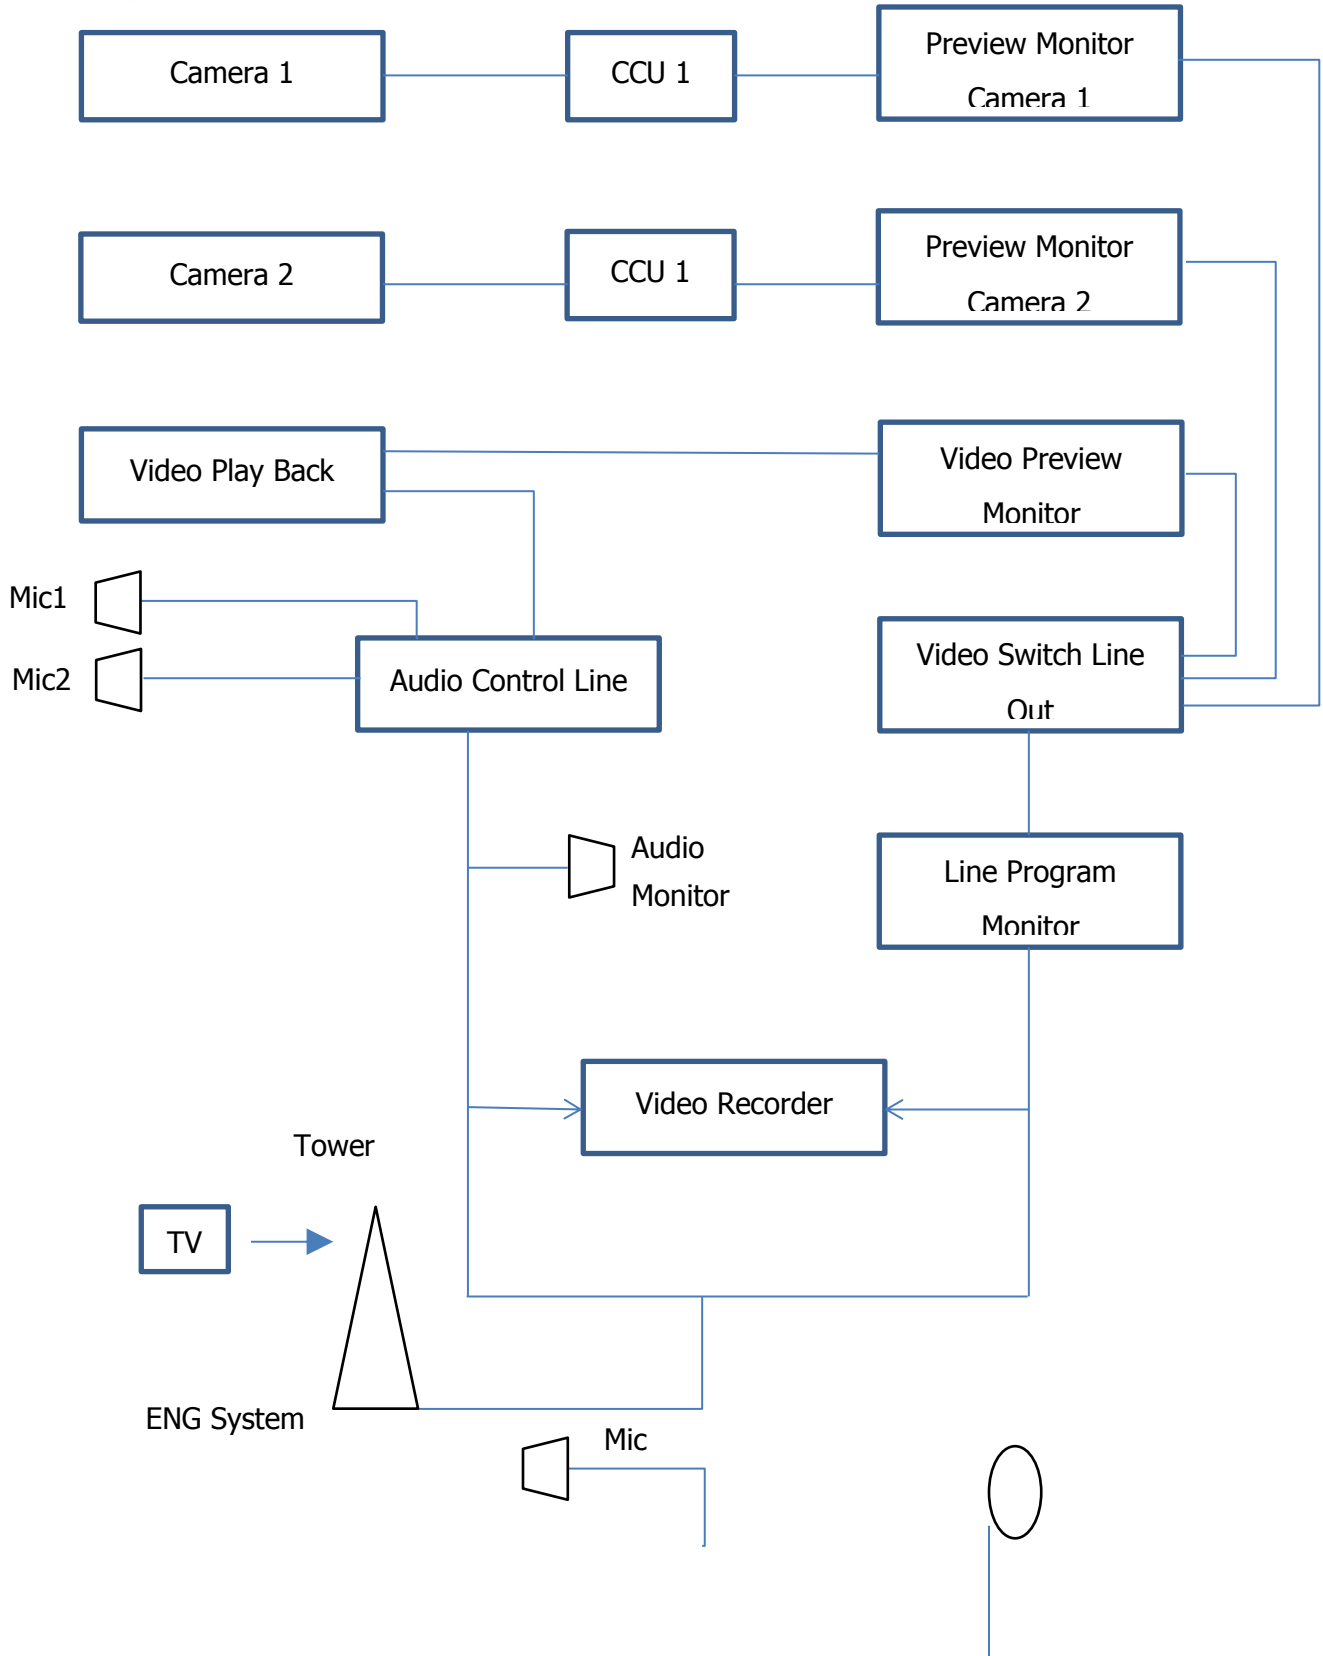 Camera 1
CCU 1
Preview Monitor
Camera 1
Camera 2
CCU 1
Preview Monitor
Camera 2
Video Play Back
Video Preview
Monitor
Mic1
Mic2
Audio Control Line
Video Switch Line
Out
Audio
Monitor
Line Program
Monitor
Video Recorder
Tower
TV
ENG System
Mic